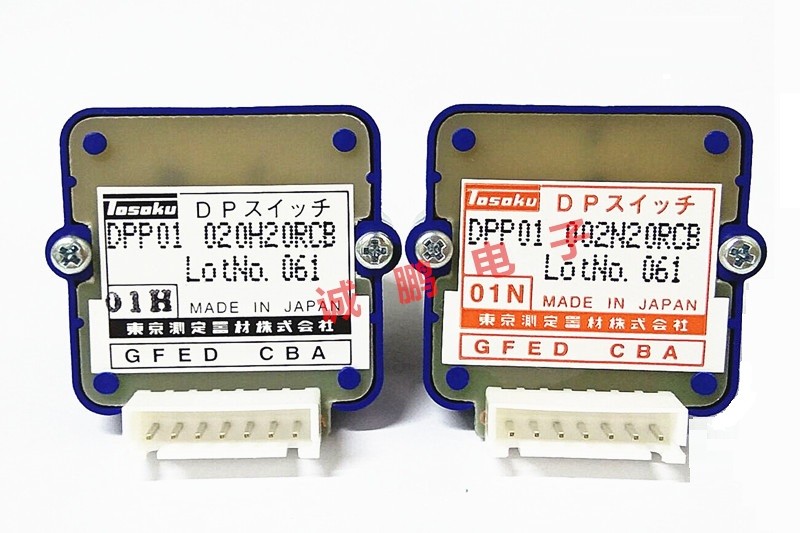 Tosoku DPスイッチ
DPP01 020H20RCB
LotNo. 061
01H MADE IN JAPAN
東京測定器材株式会社
GFED CBA
Tosoku DPスイッチ
DPP01 002N20RCB
LotNo. 061
01N MADE IN JAPAN
東京測定器材株式会社
GFED CBA
诚鹏电子